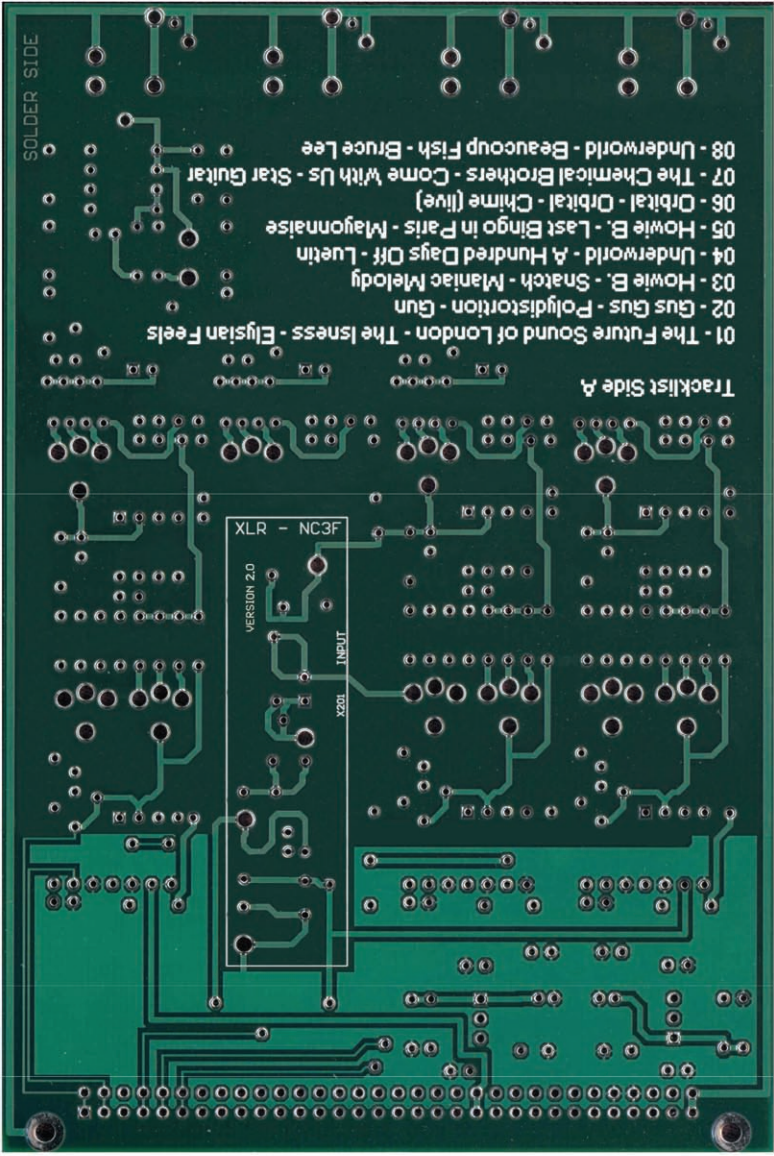 SOLDER SIDE
Tracklist Side A
01 - The Future Sound of London - The Isness - Elysian Feels
02 - Gus Gus - Polydistortion - Gun
03 - Howie B. - Snatch - Maniac Melody
04 - Underworld - A Hundred Days Off - Luetin
05 - Howie B. - Last Bingo in Paris - Mayonnaise
06 - Orbital - Orbital - Chime (live)
07 - The Chemical Brothers - Come With Us - Star Guitar
08 - Underworld - Beaucoup Fish - Bruce Lee
XLR - NC3F
VERSION 2.0
X201 INPUT